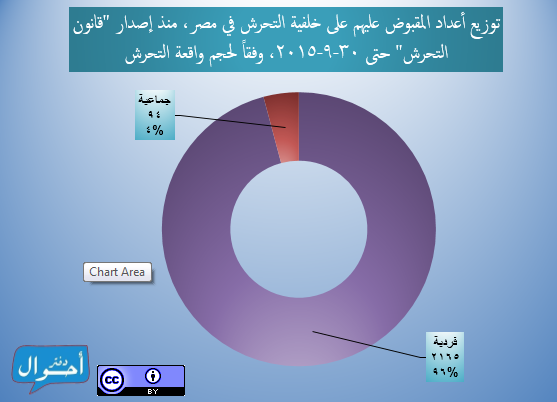 توزيع أعداد المقبوض عليهم على خلفية التحرش في مصر، منذ إصدار "قانون
التحرش" حتى ٣٠-٩-٢٠١٥، وفقاً لحجم واقعة التحرش
جماعية
٩٤
٤%
Chart Area
فردية
٢١٦٥
٩٦%
دفتر
أحوال
cc
BY